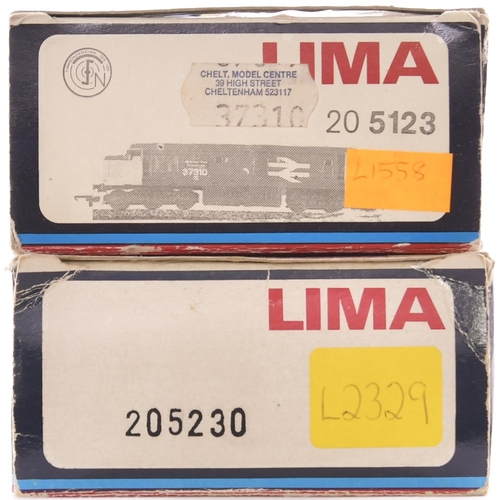 LIMA
CHELT. MODEL CENTRE
39 HIGH STREET
CHELTENHAM 523117
37310
20 5123
37310
L1558
LIMA
L2329
205230